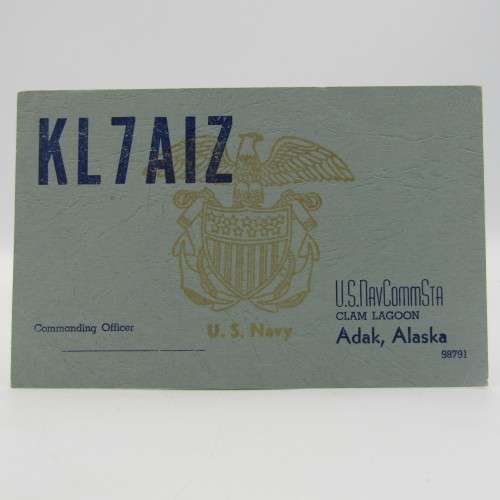 KL7AIZ
U.S.NavCommSta
CLAM LAGOON
Adak, Alaska
98791
Commanding Officer
U. S. Navy